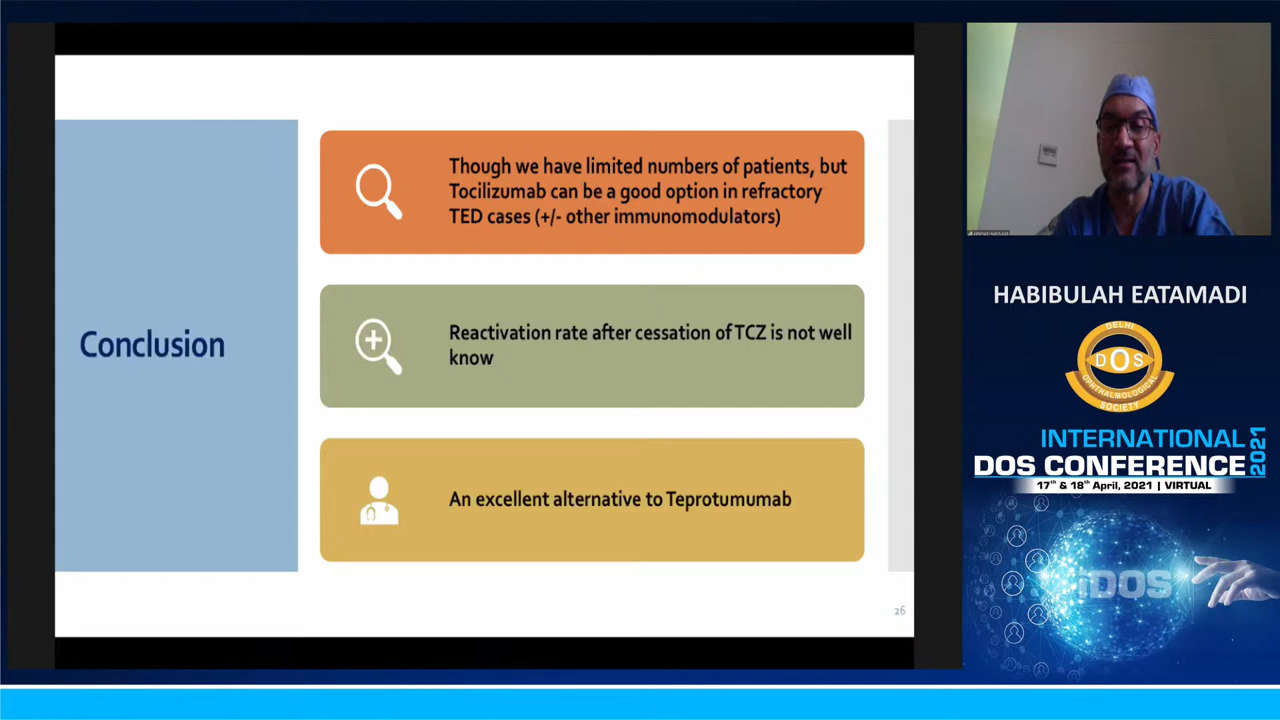 Conclusion
Though we have limited numbers of patients, but
Tocilizumab can be a good option in refractory
TED cases (+/- other immunomodulators)
Reactivation rate after cessation of TCZ is not well
know
An excellent alternative to Teprotumumab
26
HABIBULAH EATAMADI
DELHI
DOS
OPHTHALMOLOGICAL
SOCIETY
INTERNATIONAL
DOS CONFERENCE
2021
17th & 18th April, 2021 | VIRTUAL
iDOS